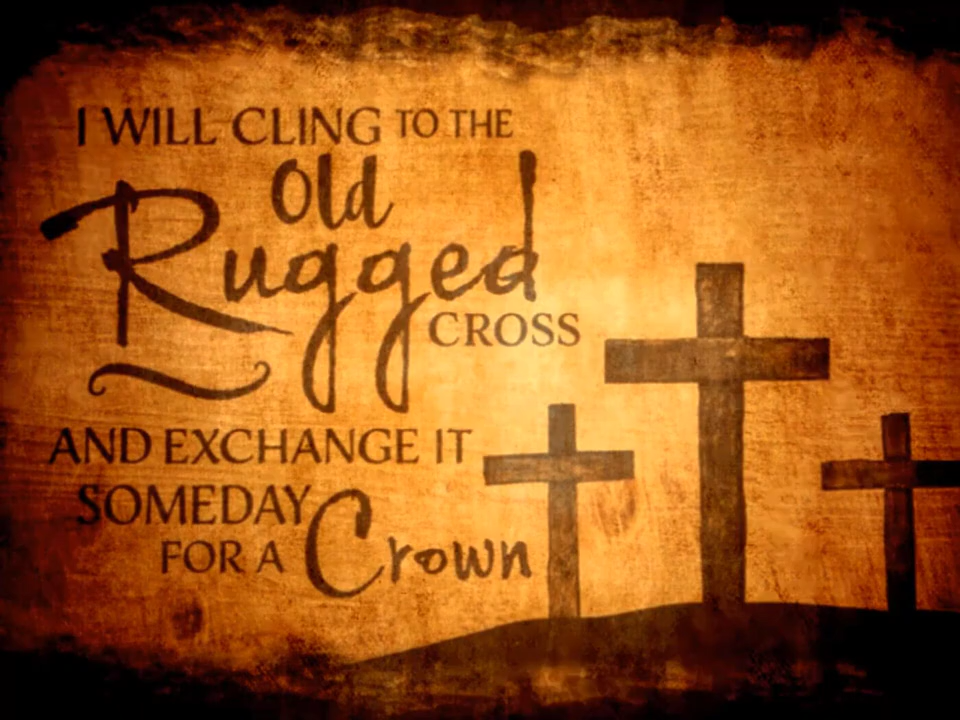 I WILL CLING TO THE
Old
Rugged
CROSS
AND EXCHANGE IT
SOMEDAY
FOR A Crown